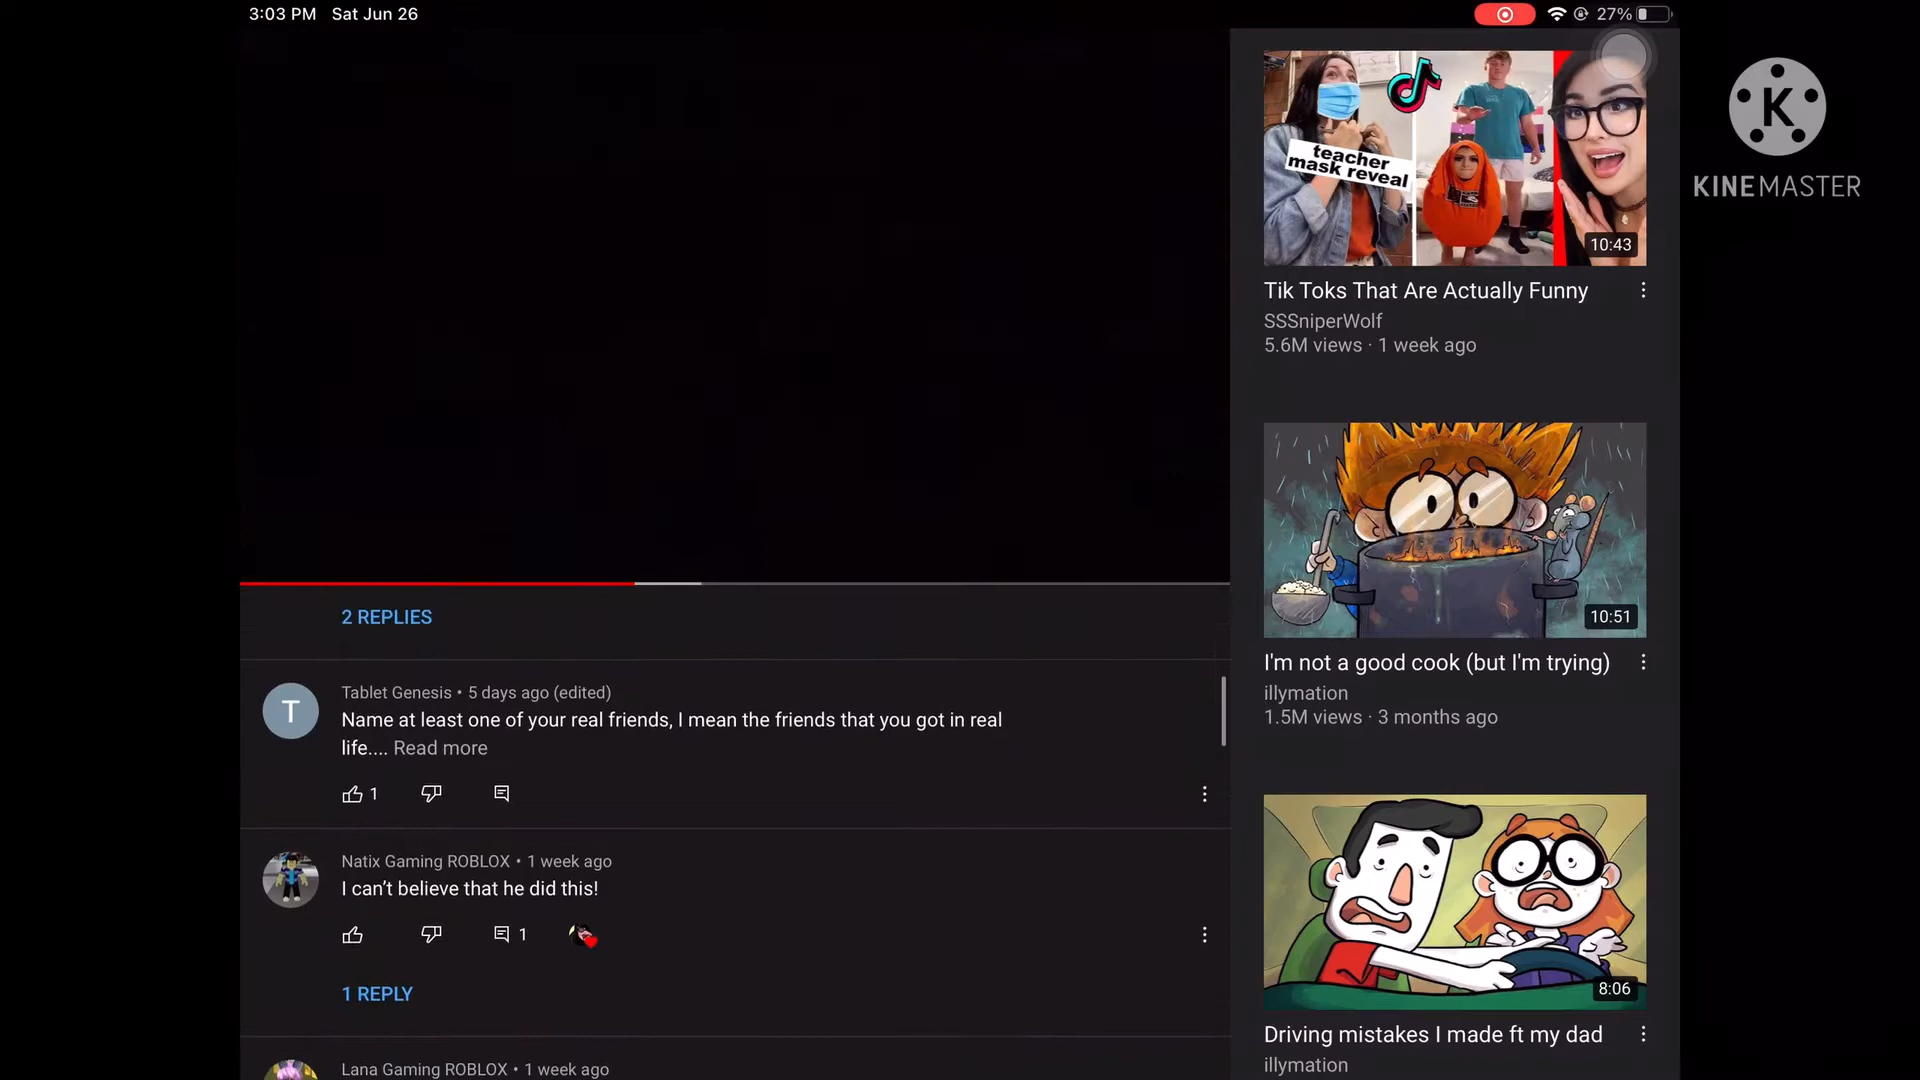 3:03 PM Sat Jun 26
27%
teacher
mask reveal
10:43
KINEMASTER
K
Tik Toks That Are Actually Funny
SSSniperWolf
5.6M views · 1 week ago
10:51
I'm not a good cook (but I'm trying)
illymation
1.5M views · 3 months ago
8:06
Driving mistakes I made ft my dad
illymation
2 REPLIES
T
Tablet Genesis • 5 days ago (edited)
Name at least one of your real friends, I mean the friends that you got in real
life.... Read more
1
Natix Gaming ROBLOX • 1 week ago
I can't believe that he did this!
1
1 REPLY
Lana Gaming ROBLOX • 1 week ago